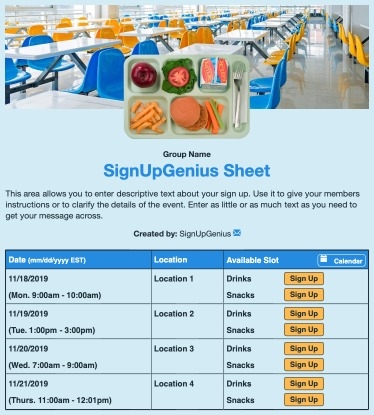 Group Name
SignUpGenius Sheet
This area allows you to enter descriptive text about your sign up. Use it to give your members
instructions or to clarify the details of the event. Enter as little or as much text as you need to
get your message across.
Created by: SignUpGenius
Date (mm/dd/yyyy EST) Location Available Slot Calendar
11/18/2019 Location 1 Drinks Sign Up
(Mon. 9:00am - 10:00am) Snacks Sign Up
11/19/2019 Location 2 Drinks Sign Up
(Tue. 1:00pm - 3:00pm) Snacks Sign Up
11/20/2019 Location 3 Drinks Sign Up
(Wed. 7:00am - 9:00am) Snacks Sign Up
11/21/2019 Location 4 Drinks Sign Up
(Thurs. 11:00am - 12:01pm) Snacks Sign Up